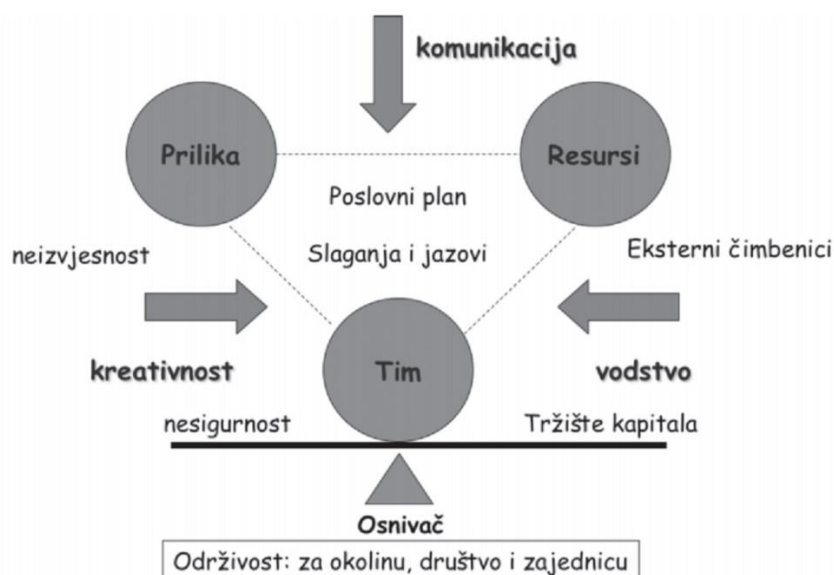 komunikacija
Prilika
Resursi
Poslovni plan
neizvjesnost
Slaganja i jazovi
Eksterni čimbenici
kreativnost
Tim
vodstvo
nesigurnost
Tržište kapitala
Osnivač
Održivost: za okolinu, društvo i zajednicu